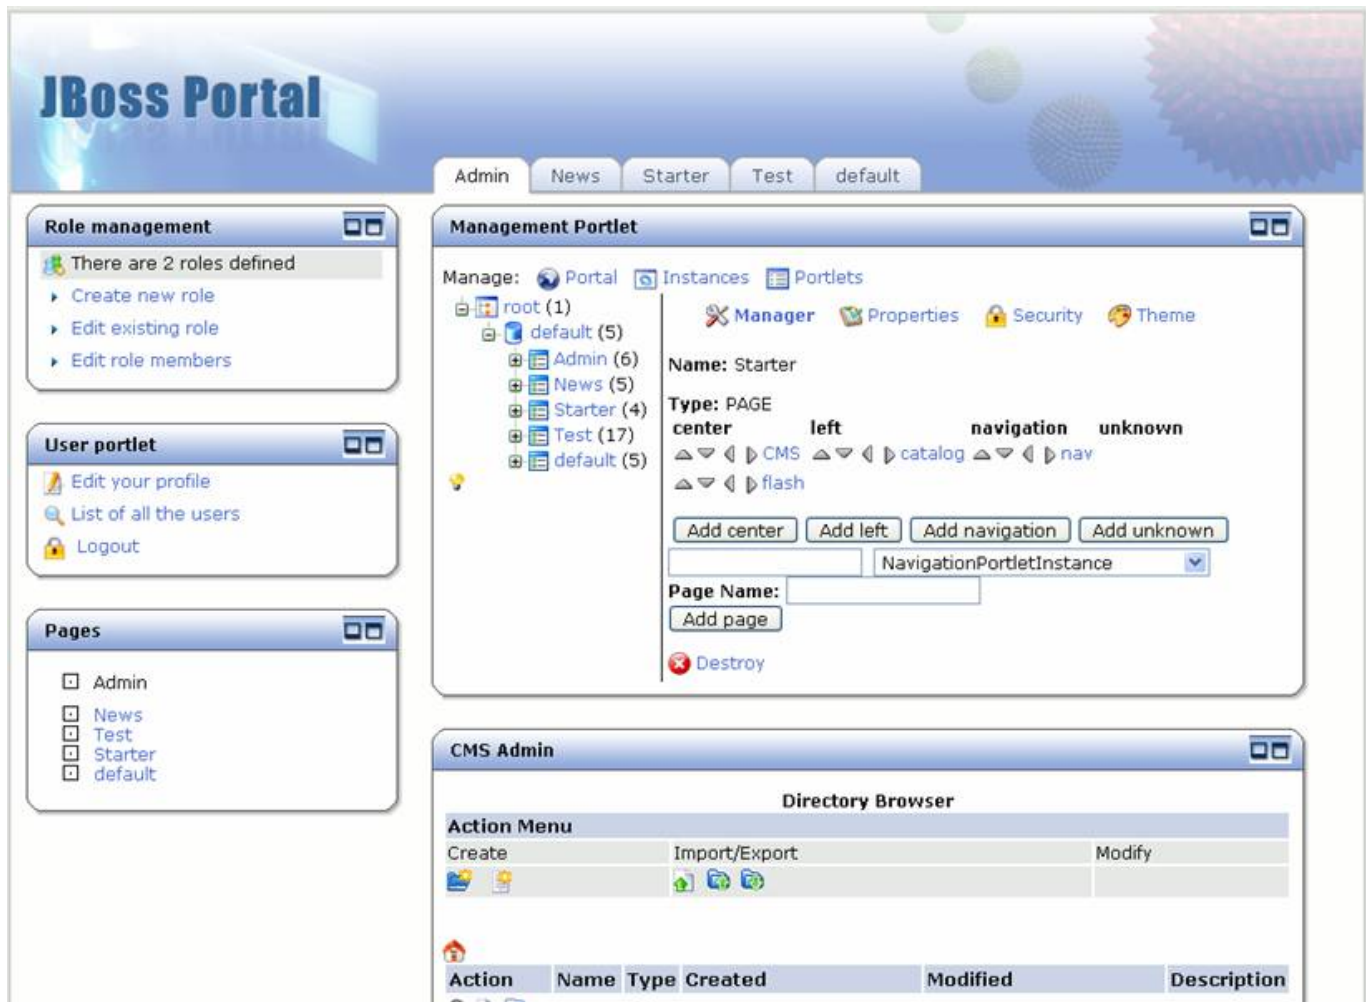 JBoss Portal
Admin News Starter Test default
Role management
There are 2 roles defined
Create new role
Edit existing role
Edit role members
User portlet
Edit your profile
List of all the users
Logout
Pages
Admin
News
Test
Starter
default
Management Portlet
Manage: Portal Instances Portlets
root (1)
default (5)
Admin (6)
News (5)
Starter (4)
Test (17)
default (5)
Manager Properties Security Theme
Name: Starter
Type: PAGE
center left navigation unknown
CMS catalog nav
flash
Add center Add left Add navigation Add unknown
NavigationPortletInstance
Page Name:
Add page
Destroy
CMS Admin
Directory Browser
Action Menu
Create Import/Export Modify
Action Name Type Created Modified Description